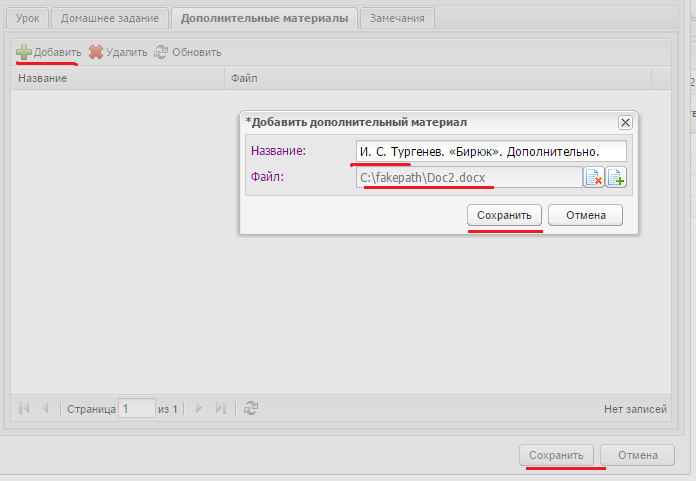 Урок Домашнее задание Дополнительные материалы Замечания
Добавить Удалить Обновить
Название Файл
*Добавить дополнительный материал
Название: И. С. Тургенев. «Бирюк». Дополнительно.
Файл: C:\fakepath\Doc2.docx
Сохранить Отмена
Страница 1 из 1 Нет записей
Сохранить Отмена